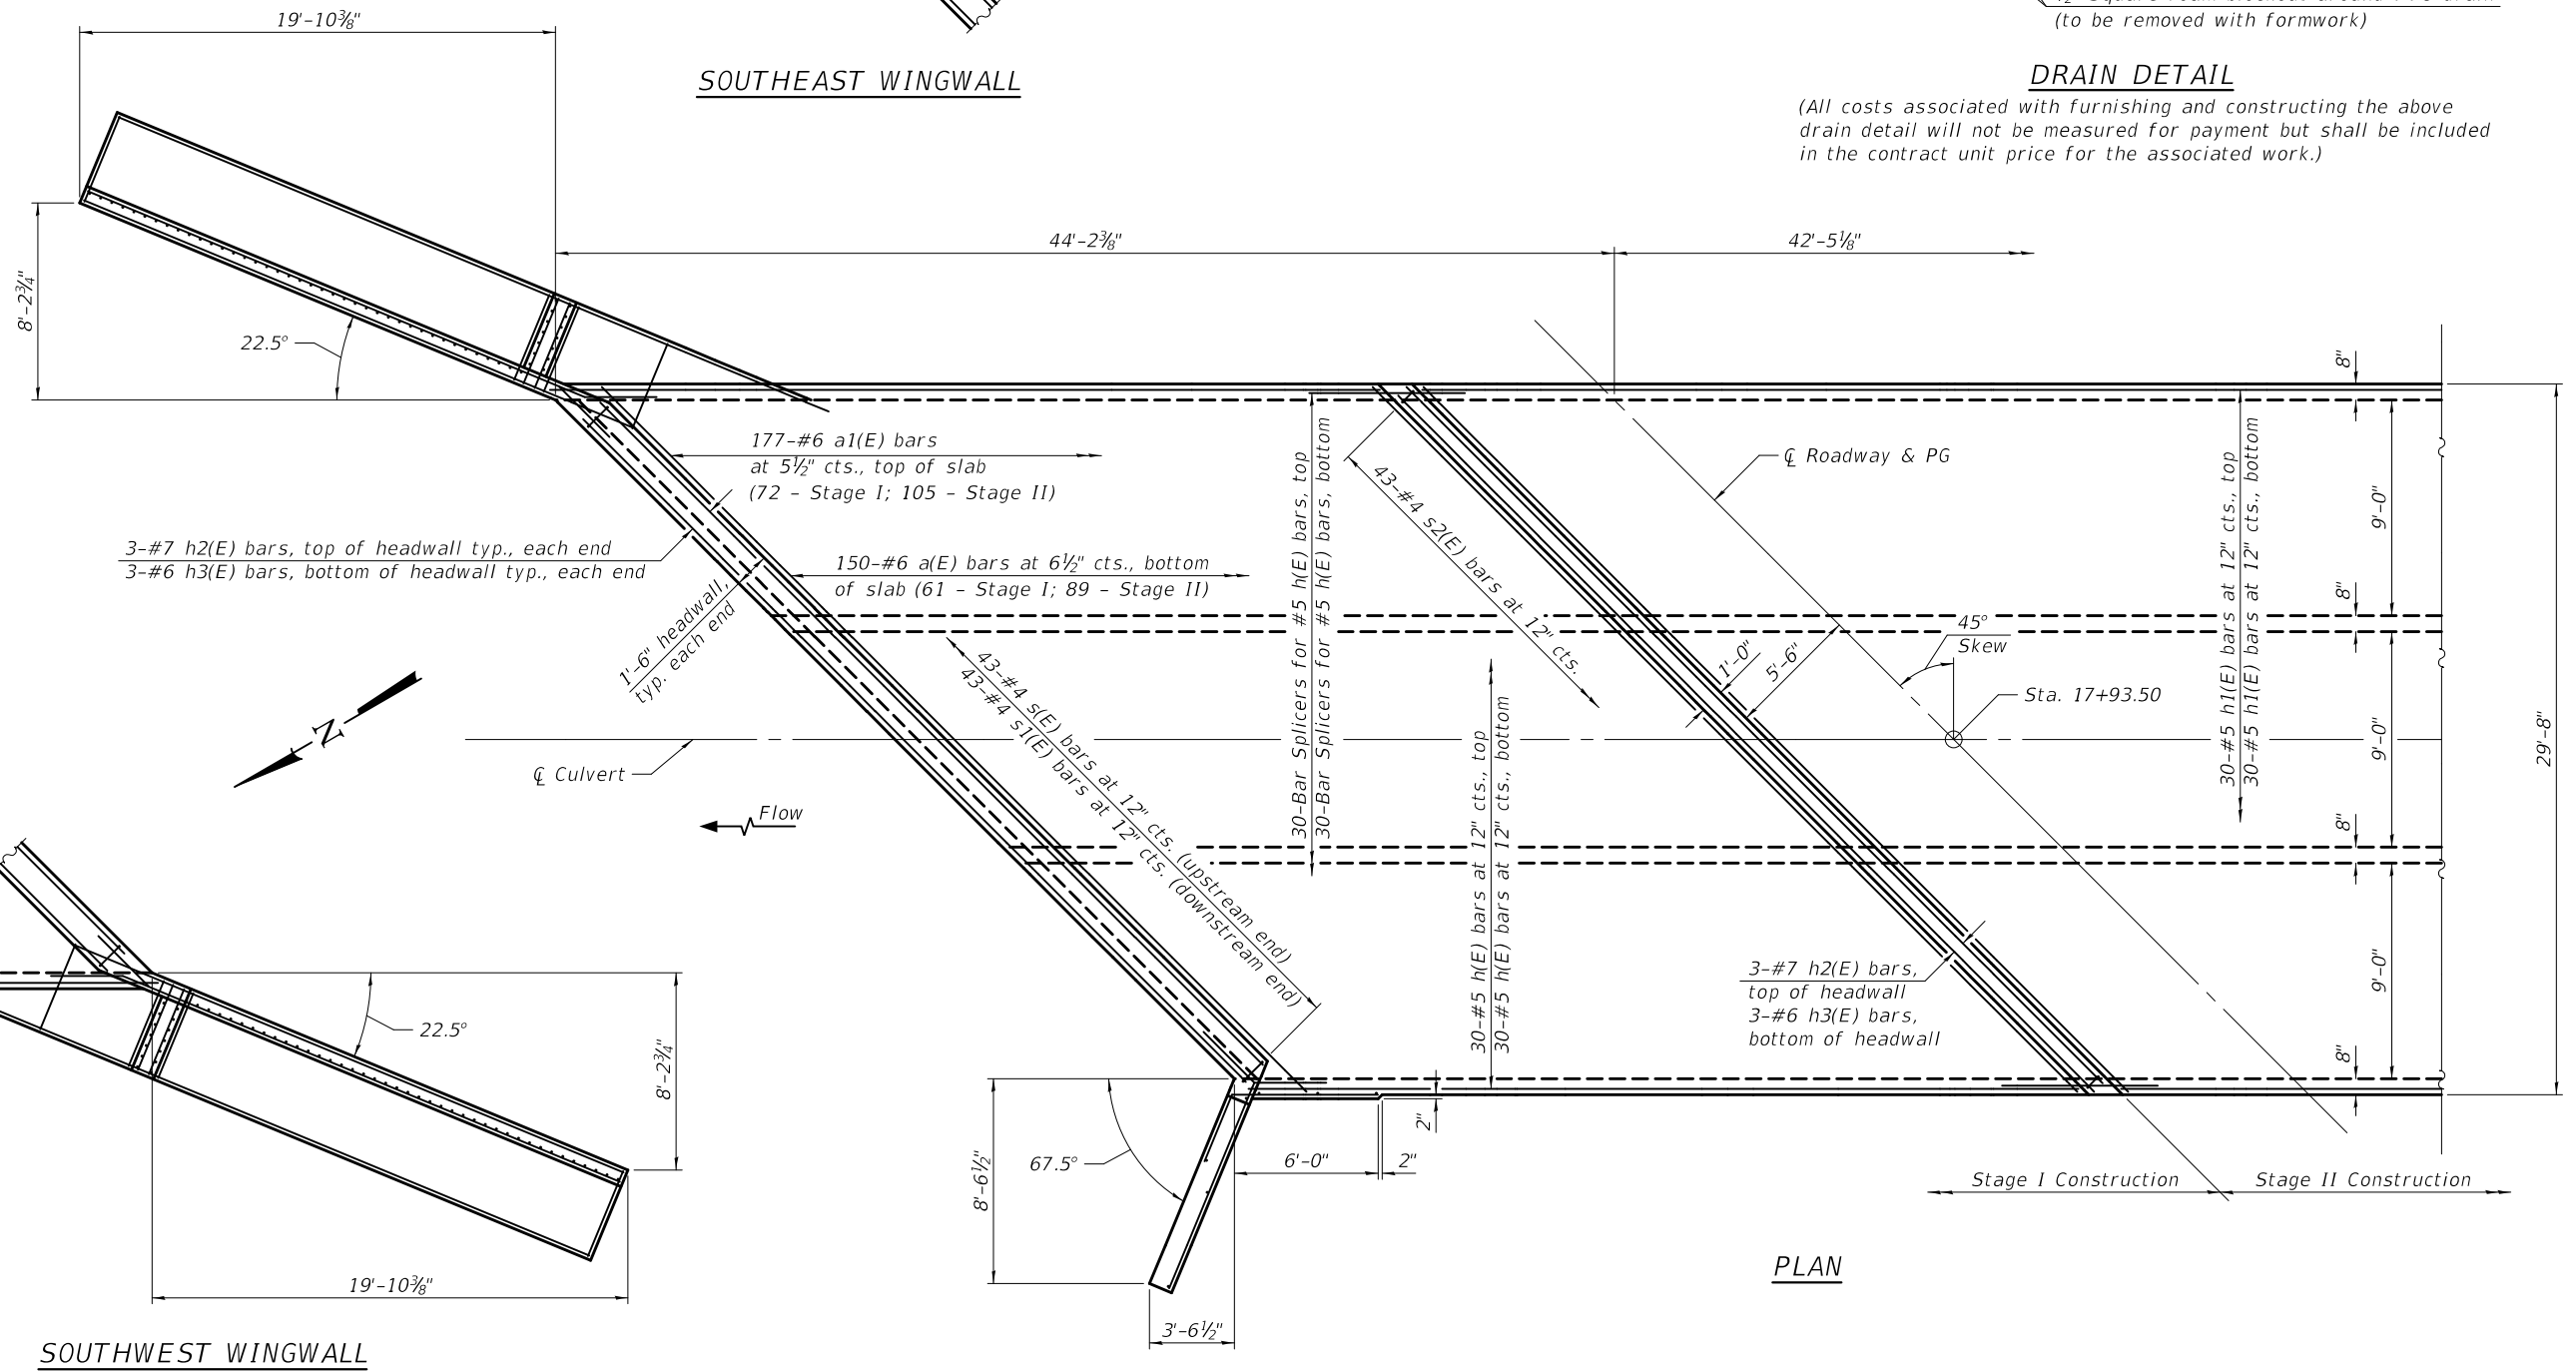 (to be removed with formwork)
DRAIN DETAIL
(All costs associated with furnishing and constructing the above
drain detail will not be measured for payment but shall be included
in the contract unit price for the associated work.)
SOUTHEAST WINGWALL
19'-10⅜"
8'-2¾"
22.5°
44'-2⅜"
42'-5⅛"
177-#6 a1(E) bars
at 5½" cts., top of slab
(72 - Stage I; 105 - Stage II)
3-#7 h2(E) bars, top of headwall typ., each end
3-#6 h3(E) bars, bottom of headwall typ., each end
150-#6 a(E) bars at 6½" cts., bottom
of slab (61 - Stage I; 89 - Stage II)
1'-6" headwall,
typ. each end
43-#4 s(E) bars at 12" cts. (upstream end)
43-#4 s1(E) bars at 12" cts. (downstream end)
30-Bar Splicers for #5 h(E) bars, top
30-Bar Splicers for #5 h(E) bars, bottom
43-#4 s2(E) bars at 12" cts.
30-#5 h(E) bars at 12" cts., top
30-#5 h(E) bars at 12" cts., bottom
℄ Roadway & PG
1'-0"
5'-6"
45°
Skew
Sta. 17+93.50
30-#5 h1(E) bars at 12" cts., top
30-#5 h1(E) bars at 12" cts., bottom
8"
9'-0"
8"
9'-0"
8"
9'-0"
8"
29'-8"
N
℄ Culvert
Flow
3-#7 h2(E) bars,
top of headwall
3-#6 h3(E) bars,
bottom of headwall
22.5°
8'-2¾"
19'-10⅜"
SOUTHWEST WINGWALL
8'-6½"
67.5°
6'-0"
2"
2"
3'-6½"
Stage I Construction
Stage II Construction
PLAN